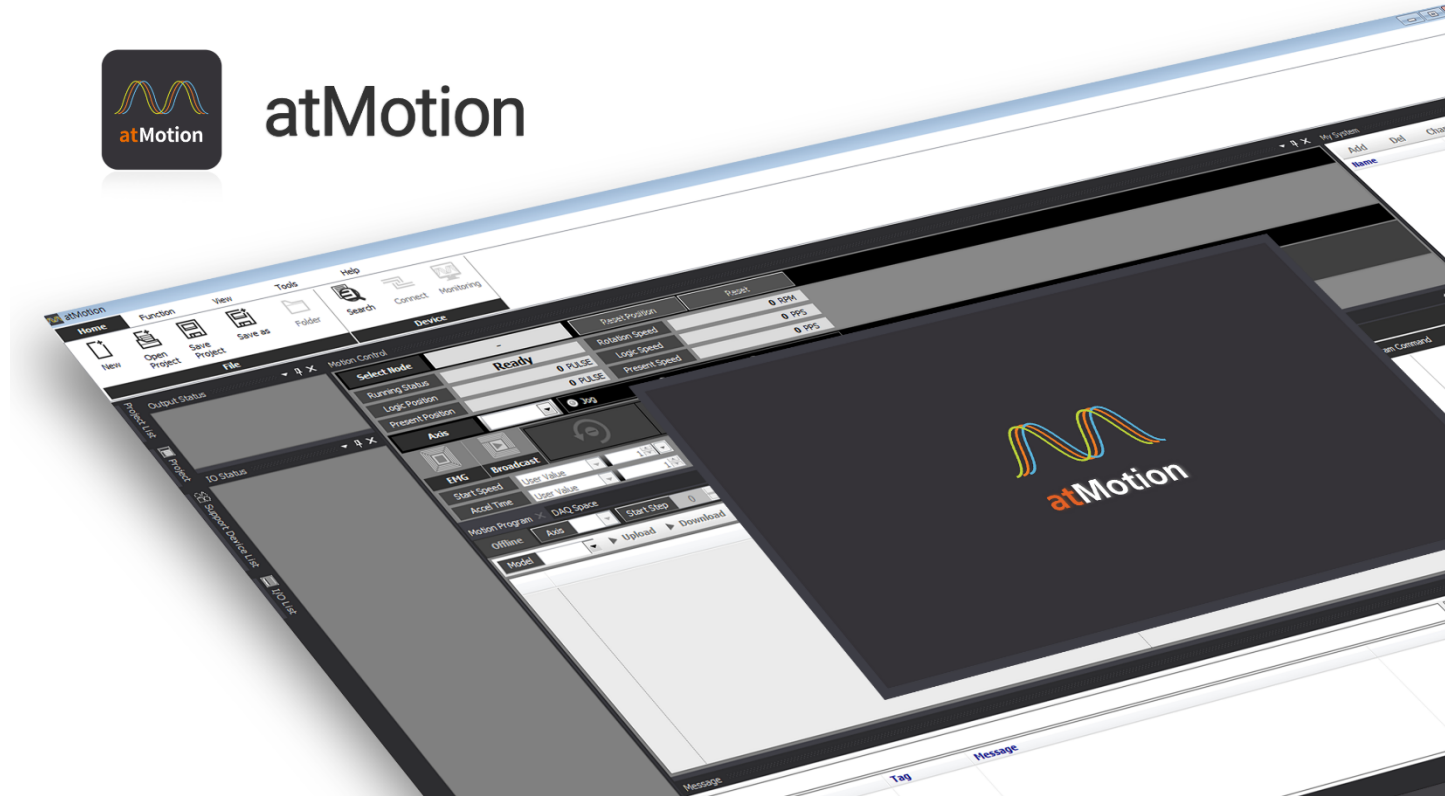 atMotion
atMotion
atMotion
Home
Function
View
Tools
Help
New
Open Project
Save Project
Save as
Folder
File
Search
Connect
Monitoring
Device
Project List
Project
Support Device List
I/O List
Output Status
IO Status
Motion Control
Select Node
-
Reset Position
Reset
Running Status
Ready
Rotation Speed
0 RPM
Logic Position
0 PULSE
Logic Speed
0 PPS
Present Position
0 PULSE
Present Speed
0 PPS
Axis
Jog
EMG
Broadcast
Start Speed
User Value
1
Accel Time
User Value
1
Motion Program
DAQ Space
Offline
Axis
Start Step
0
Model
Upload
Download
atMotion
My System
Add
Del
Name
Command
Message
Tag
Message